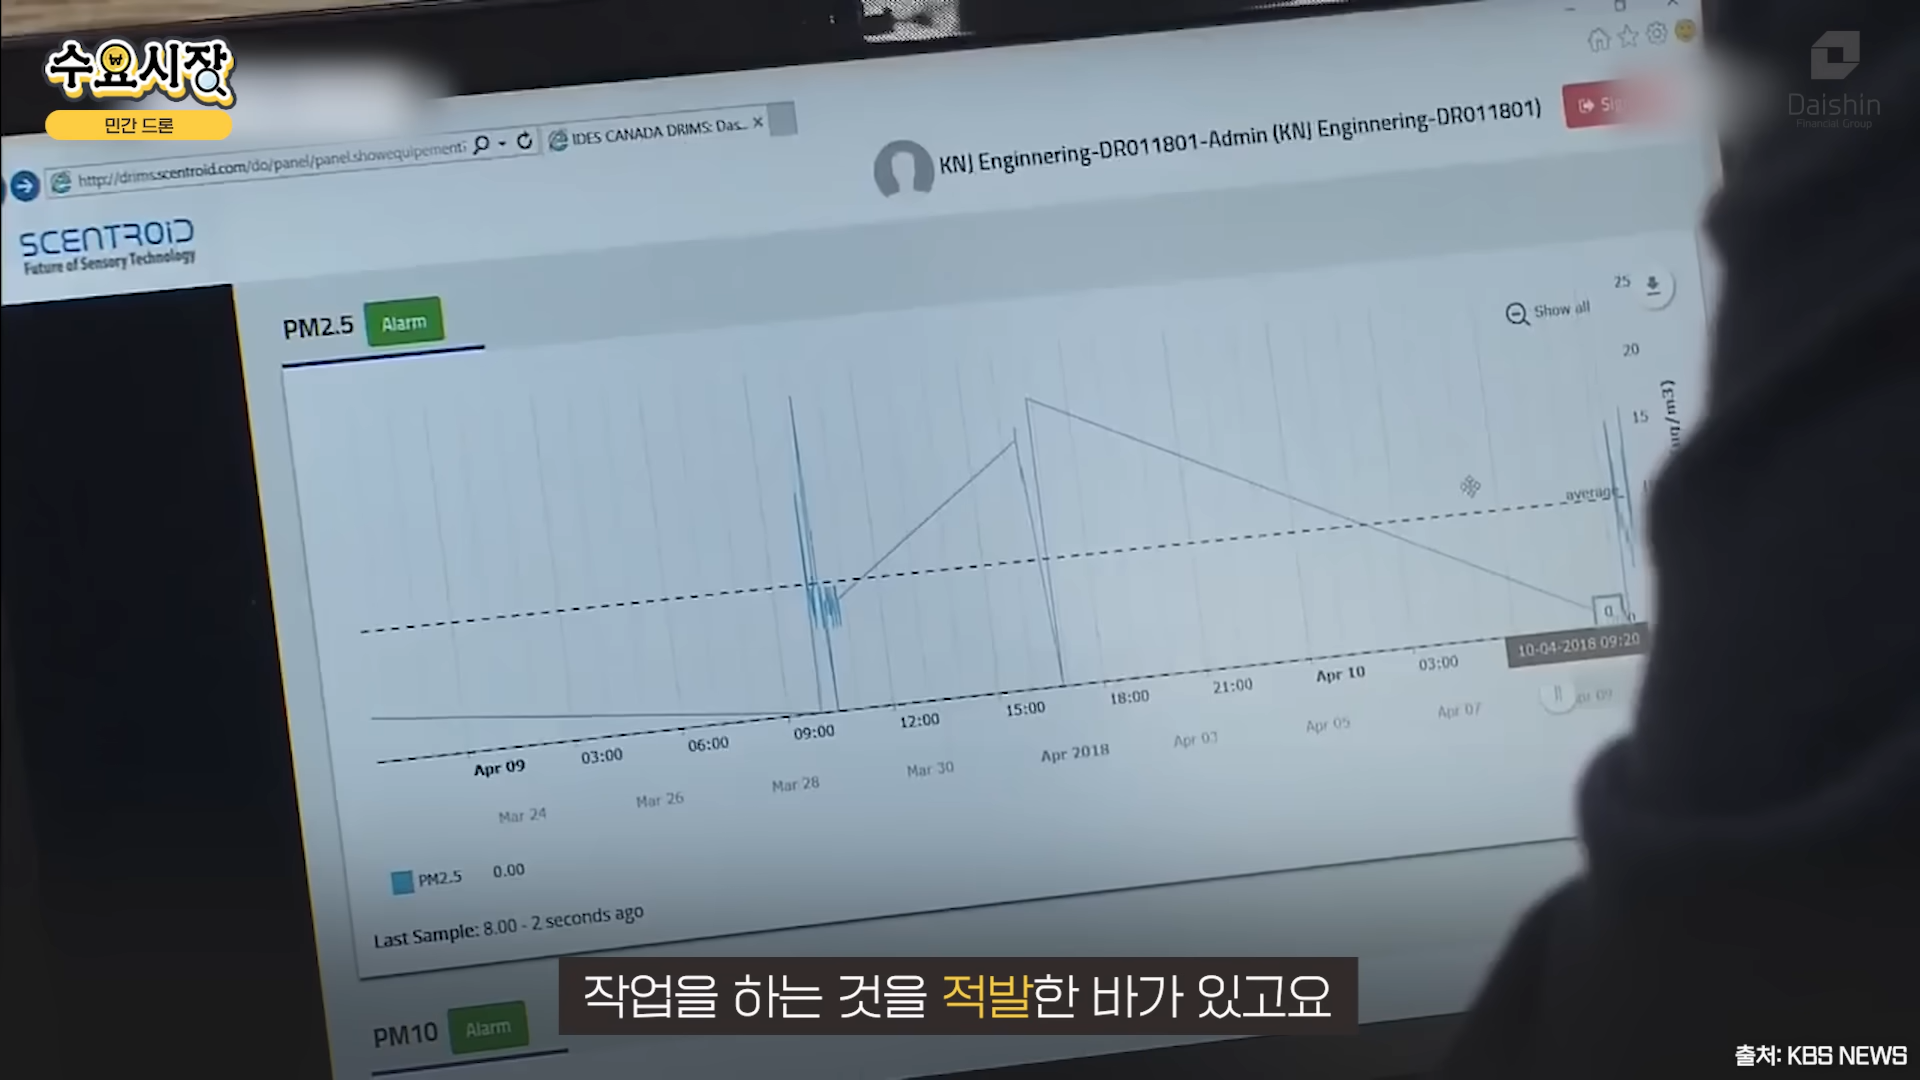 수요시장
민간 드론
Daishin
Financial Group
http://drims.scentroid.com/do/panel/panel.showequipement
IDES CANADA DRIMS: Das...
KNJ Enginnering-DR011801-Admin (KNJ Enginnering-DR011801)
SCENTROID
Future of Sensory Technology
PM2.5 Alarm
Show all
25
20
15
average
0
0
10-04-2018 09:20
Apr 09 03:00 06:00 09:00 12:00 15:00 18:00 21:00 Apr 10 03:00
Mar 24 Mar 26 Mar 28 Mar 30 Apr 2018 Apr 03 Apr 05 Apr 07
PM2.5 0.00
Last Sample: 8.00 - 2 seconds ago
PM10 Alarm
작업을 하는 것을 적발한 바가 있고요
출처: KBS NEWS